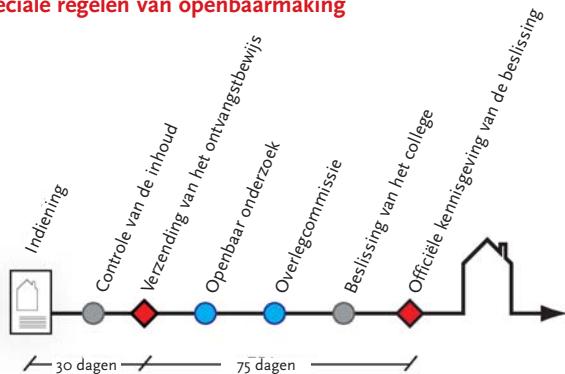 regelen van openbaarmaking
Indiening
Controle van de inhoud
Verzending van het ontvangstbewijs
Openbaar onderzoek
Overlegcommissie
Beslissing van het college
Officiële kennisgeving van de beslissing
30 dagen
75 dagen